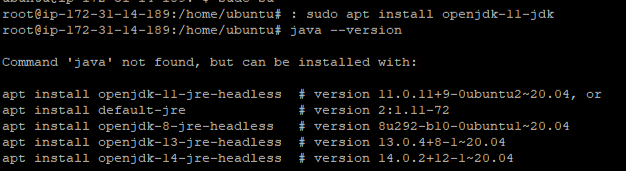 root@ip-172-31-14-189:/home/ubuntu# : sudo apt install openjdk-11-jdk
root@ip-172-31-14-189:/home/ubuntu# java --version
Command 'java' not found, but can be installed with:
apt install openjdk-11-jre-headless  # version 11.0.11+9-0ubuntu2~20.04, or
apt install default-jre              # version 2:1.11-72
apt install openjdk-8-jre-headless   # version 8u292-b10-0ubuntu1~20.04
apt install openjdk-13-jre-headless  # version 13.0.4+8-1~20.04
apt install openjdk-14-jre-headless  # version 14.0.2+12-1~20.04